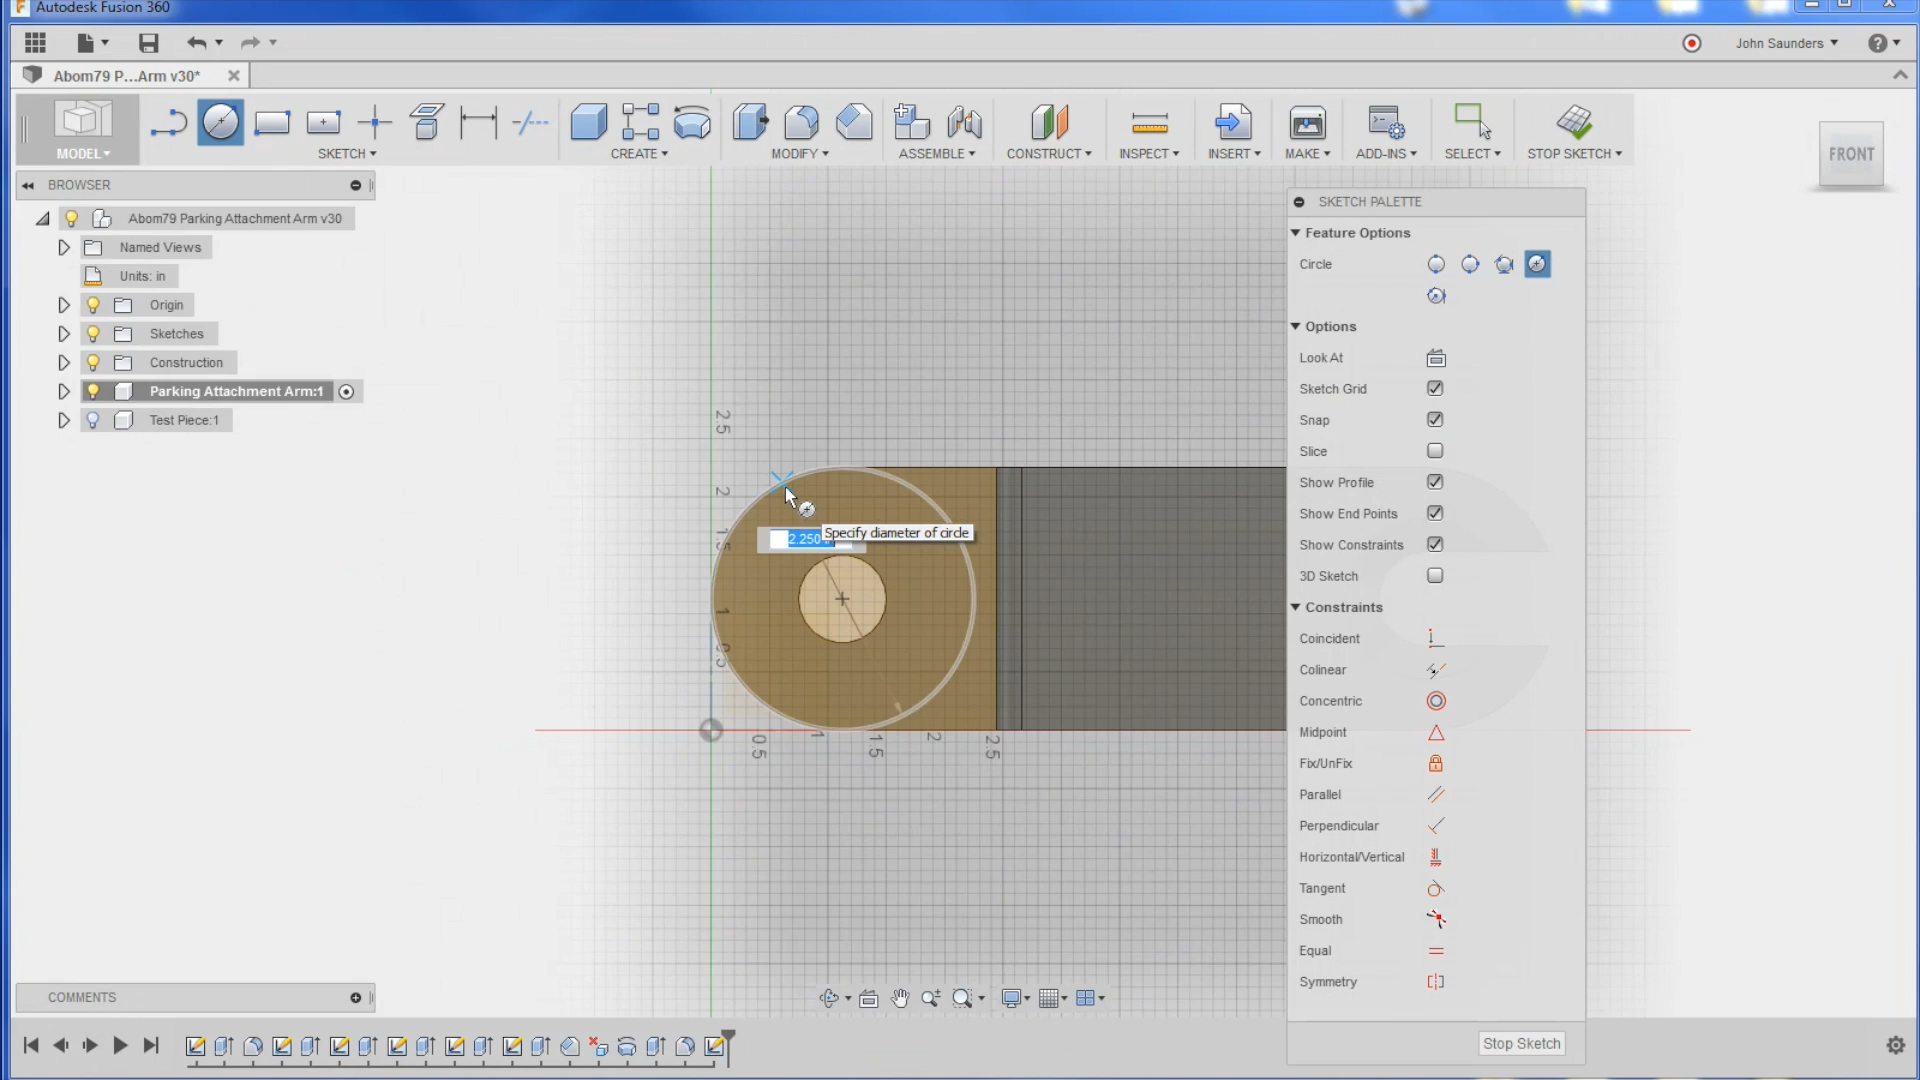 Autodesk Fusion 360
John Saunders
Abom79 P...Arm v30*
MODEL
SKETCH
CREATE
MODIFY
ASSEMBLE
CONSTRUCT
INSPECT
INSERT
MAKE
ADD-INS
SELECT
STOP SKETCH
FRONT
BROWSER
Abom79 Parking Attachment Arm v30
Named Views
Units: in
Origin
Sketches
Construction
Parking Attachment Arm:1
Test Piece:1
SKETCH PALETTE
Feature Options
Circle
Options
Look At
Sketch Grid
Snap
Slice
Show Profile
Show End Points
Show Constraints
3D Sketch
Constraints
Coincident
Colinear
Concentric
Midpoint
Fix/UnFix
Parallel
Perpendicular
Horizontal/Vertical
Tangent
Smooth
Equal
Symmetry
Stop Sketch
2.5
2
1.5
1
0.5
2.250
Specify diameter of circle
0.5
1
1.5
2
2.5
COMMENTS